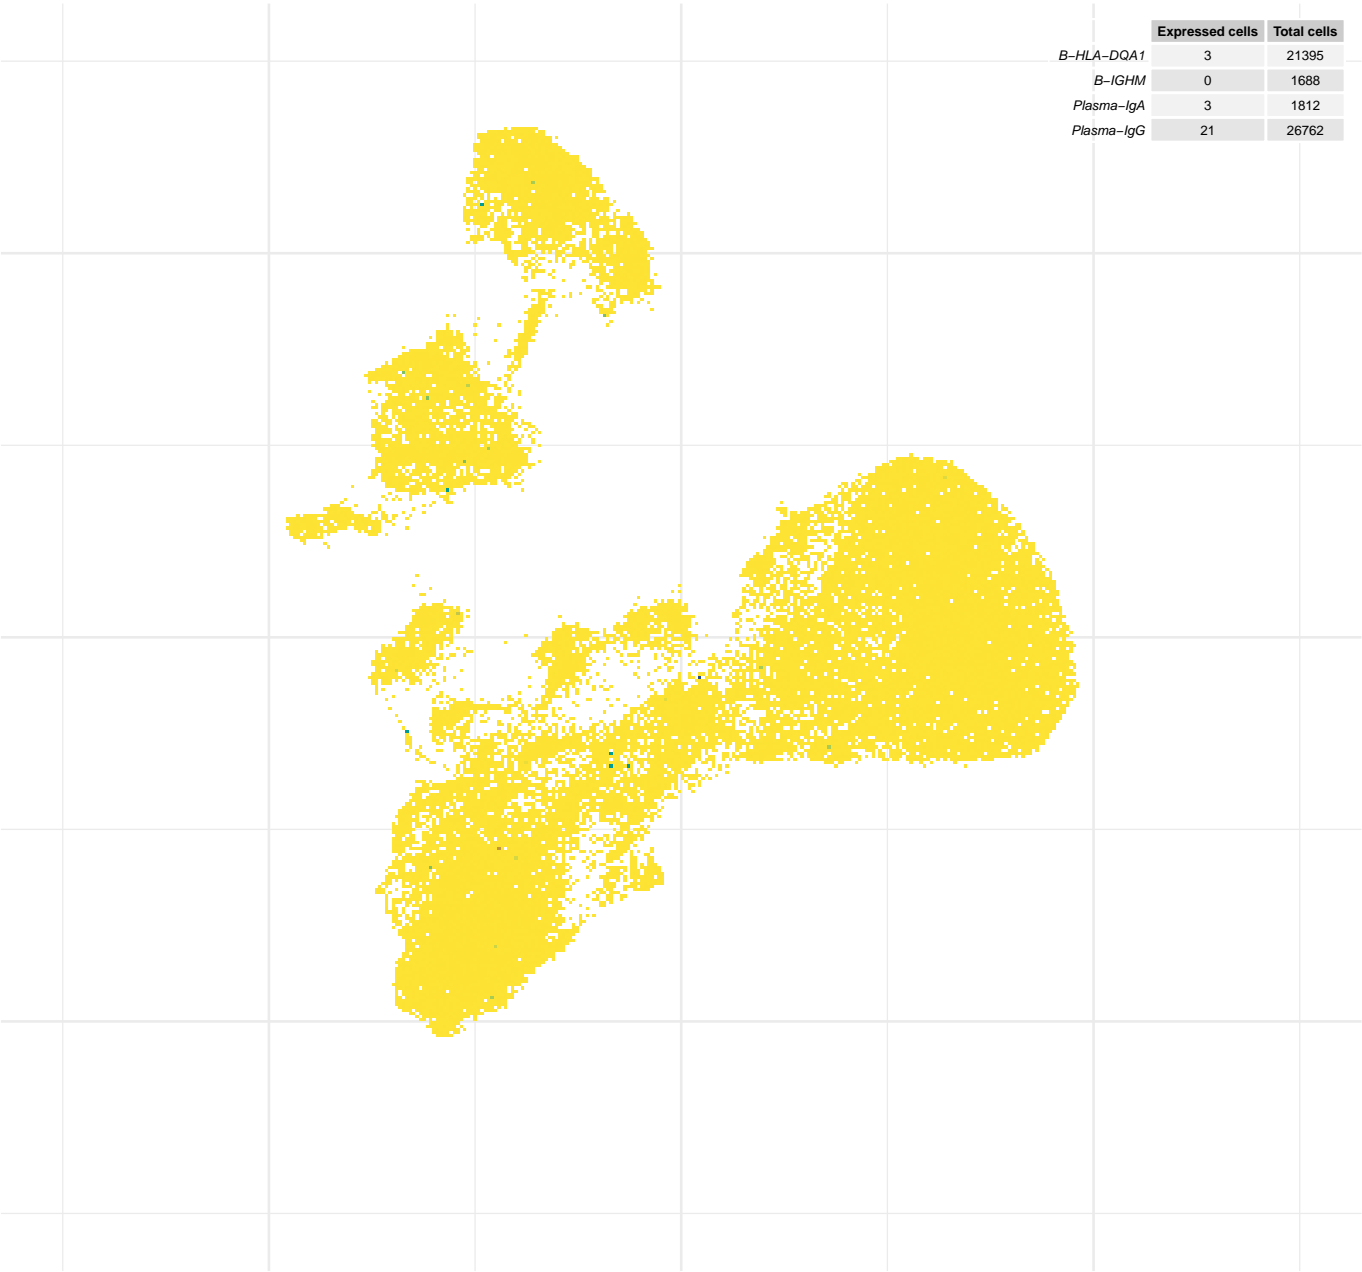 Expressed cells Total cells
B−HLA−DQA1 3 21395
B−IGHM 0 1688
Plasma−IgA 3 1812
Plasma−IgG 21 26762